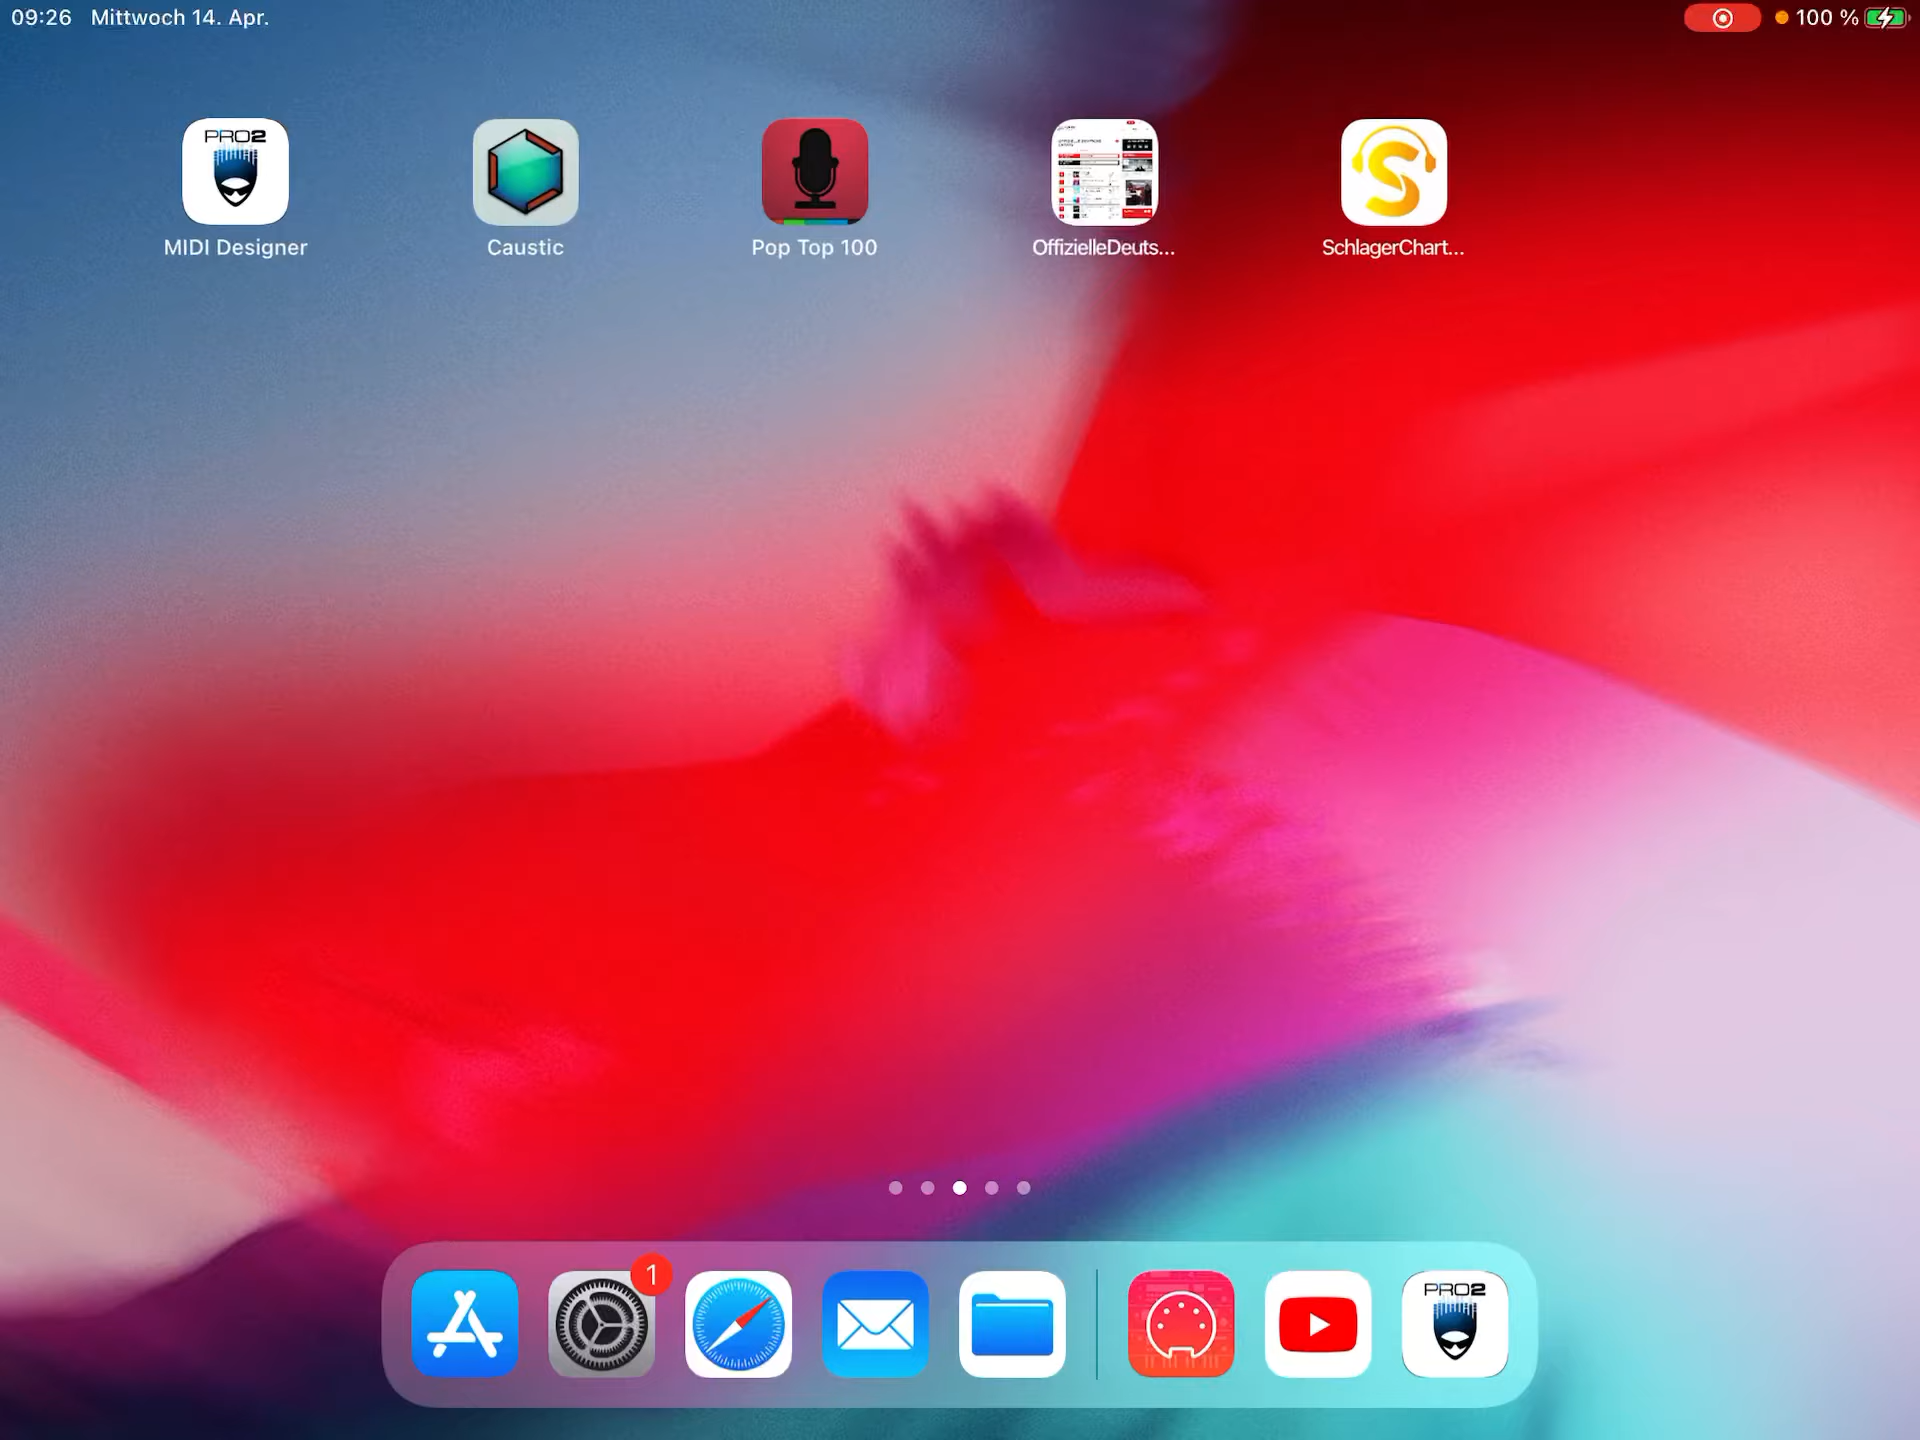 09:26 Mittwoch 14. Apr.
100 %
PRO2
MIDI Designer
Caustic
Pop Top 100
OffizielleDeuts...
S
SchlagerChart...
1
PRO2